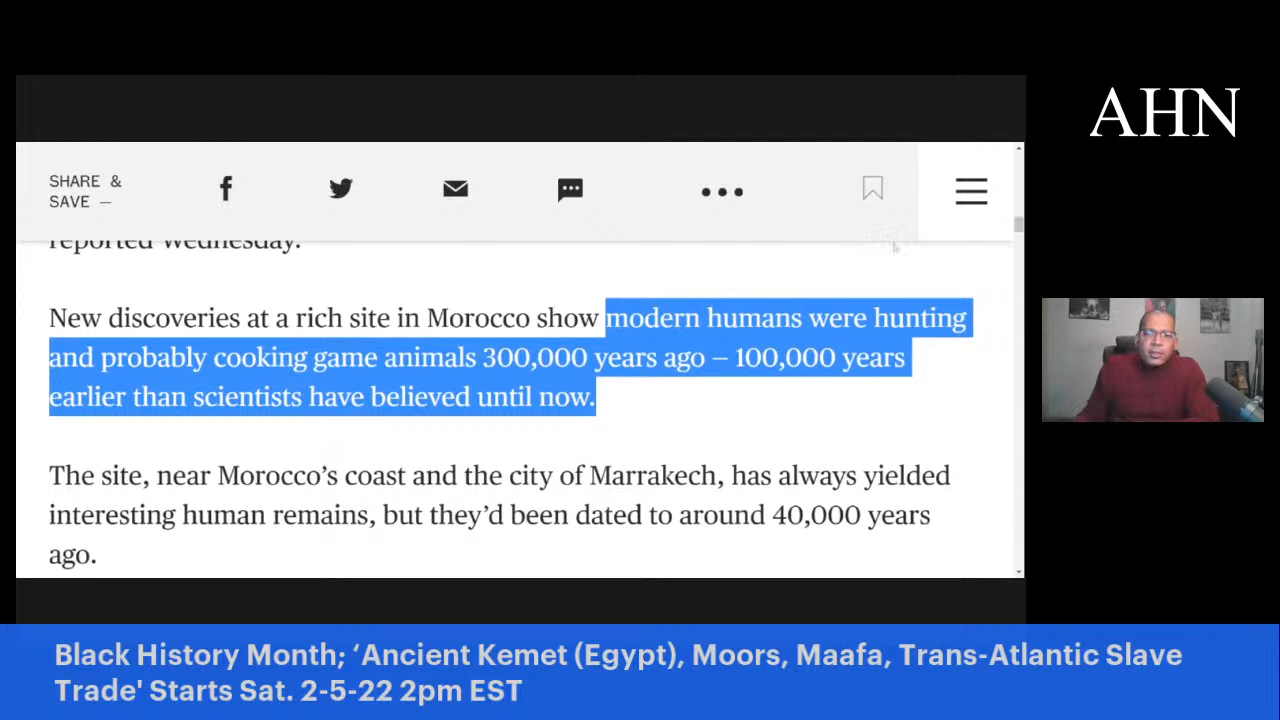 AHN
SHARE &
SAVE —
reported Wednesday.
New discoveries at a rich site in Morocco show modern humans were hunting
and probably cooking game animals 300,000 years ago — 100,000 years
earlier than scientists have believed until now.
The site, near Morocco’s coast and the city of Marrakech, has always yielded
interesting human remains, but they’d been dated to around 40,000 years
ago.
Black History Month; ‘Ancient Kemet (Egypt), Moors, Maafa, Trans-Atlantic Slave
Trade' Starts Sat. 2-5-22 2pm EST